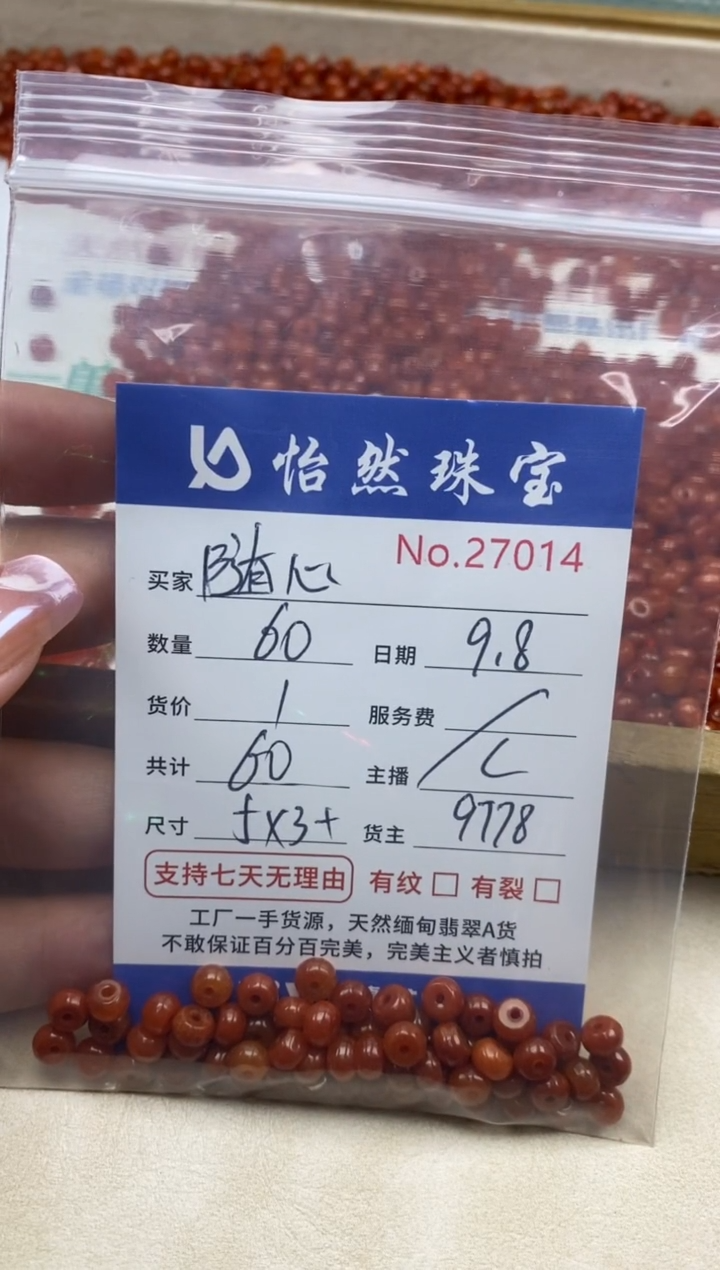 怡然珠宝
No.27014
买家 随心
数量 60 日期 9.8
货价 1 服务费 /
共计 60 主播 L
尺寸 5X3+ 货主 9778
支持七天无理由 有纹 □ 有裂 □
工厂一手货源，天然缅甸翡翠A货
不敢保证百分百完美，完美主义者慎拍